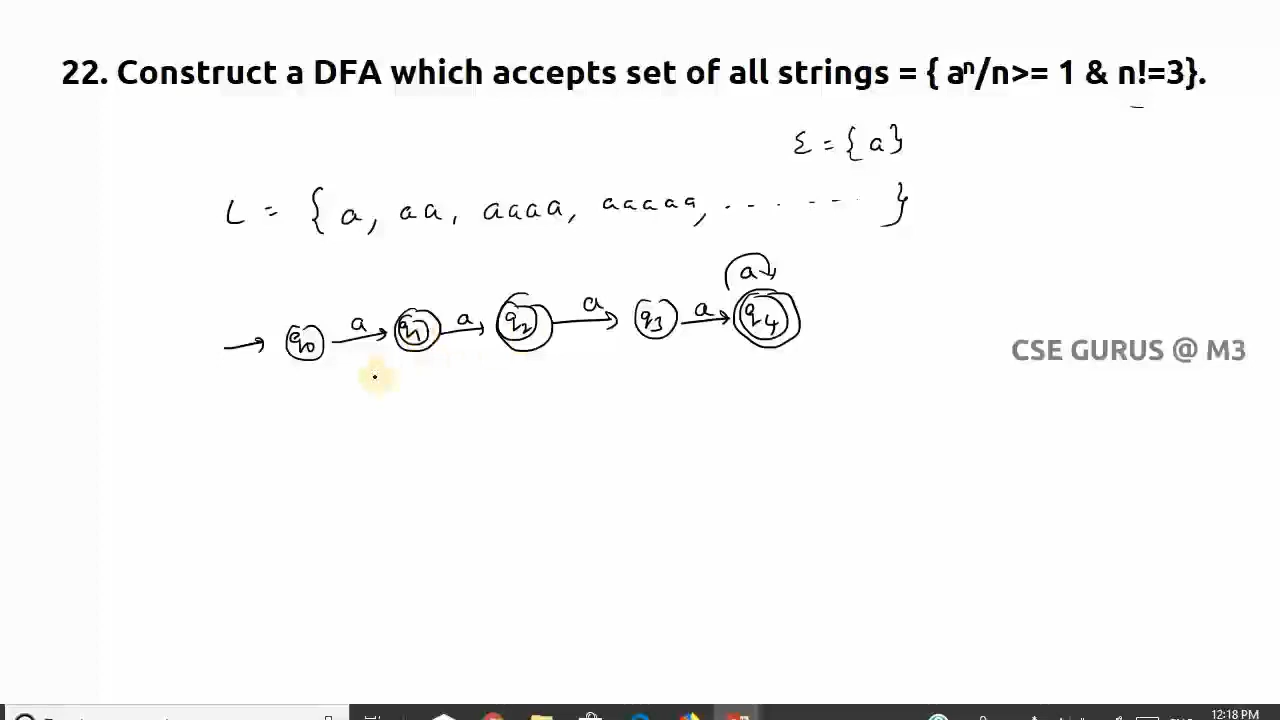 22. Construct a DFA which accepts set of all strings = { aⁿ/n>= 1 & n!=3}.
Σ = {a}
L = { a, aa, aaaa, aaaaa, ....... }
a
a a a a
q0 q1 q2 q3 q4
CSE GURUS @ M3
12:18 PM